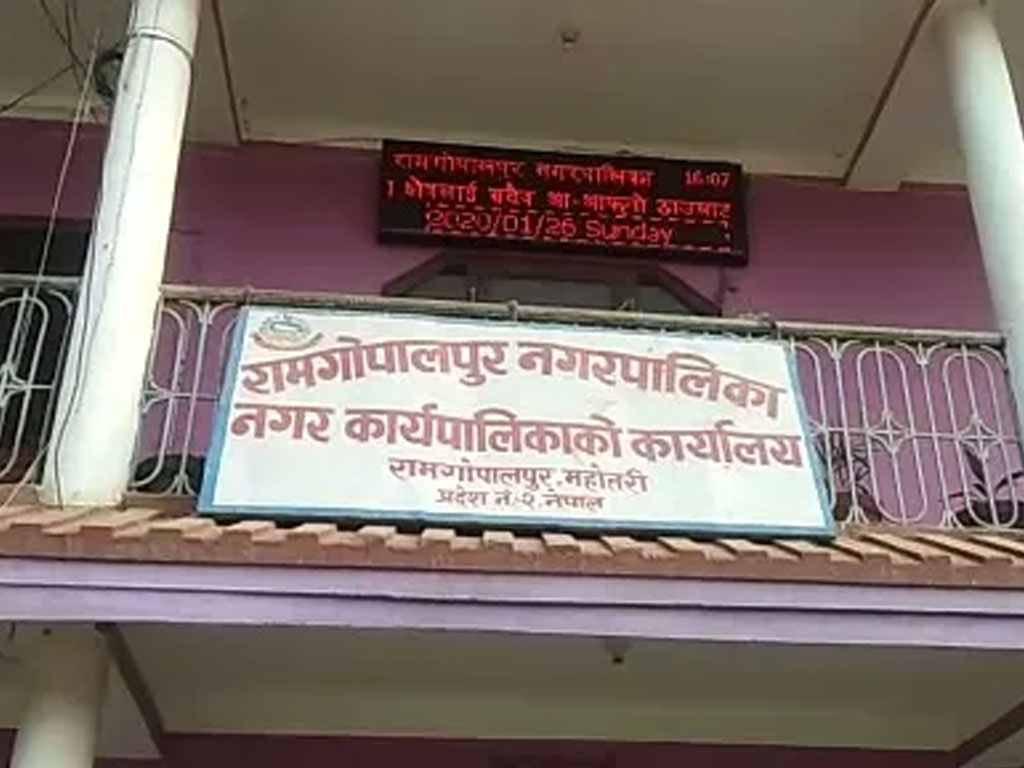 रामगोपालपुर नगरपालिका 16:07
2020/01/26 Sunday
रामगोपालपुर नगरपालिका
नगर कार्यपालिकाको कार्यालय
रामगोपालपुर, महोतरी
प्रदेश नं. २, नेपाल